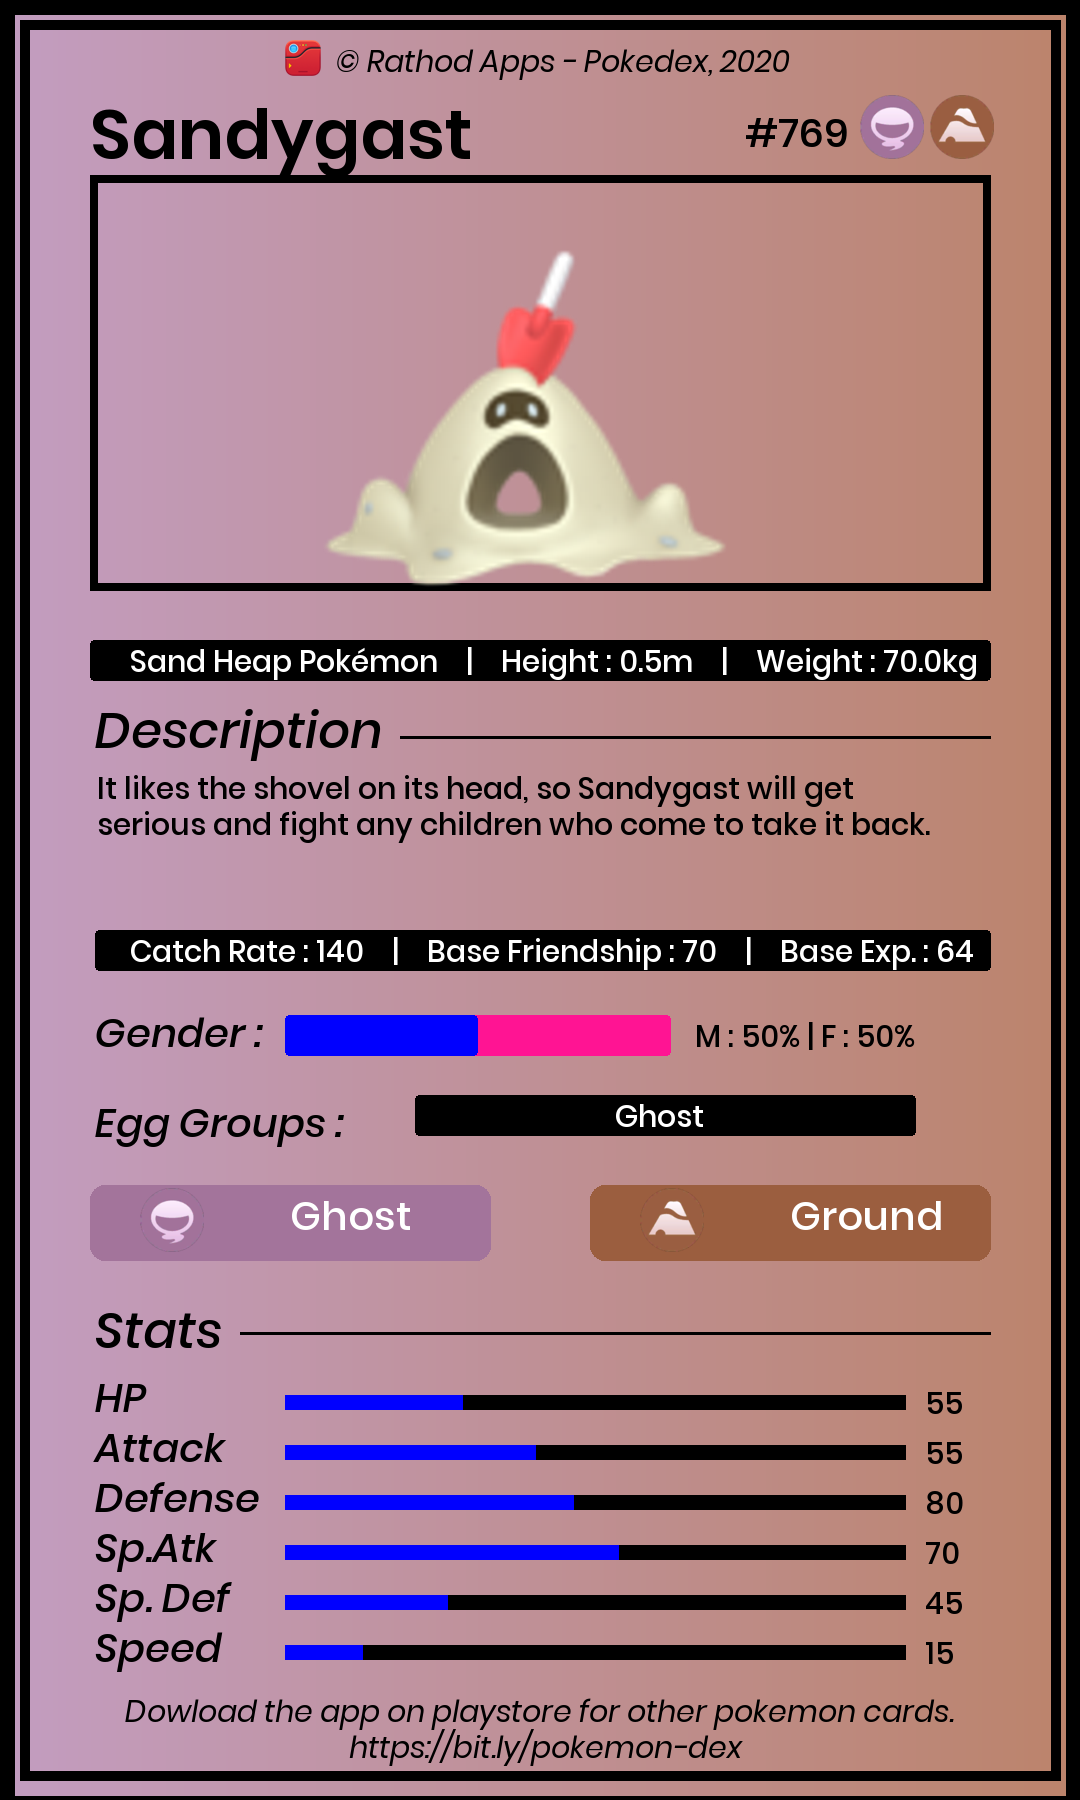 © Rathod Apps - Pokedex, 2020
Sandygast #769
Sand Heap Pokémon | Height : 0.5m | Weight : 70.0kg
Description
It likes the shovel on its head, so Sandygast will get
serious and fight any children who come to take it back.
Catch Rate : 140 | Base Friendship : 70 | Base Exp. : 64
Gender : M : 50% | F : 50%
Egg Groups : Ghost
Ghost Ground
Stats
HP 55
Attack 55
Defense 80
Sp.Atk 70
Sp. Def 45
Speed 15
Dowload the app on playstore for other pokemon cards.
https://bit.ly/pokemon-dex